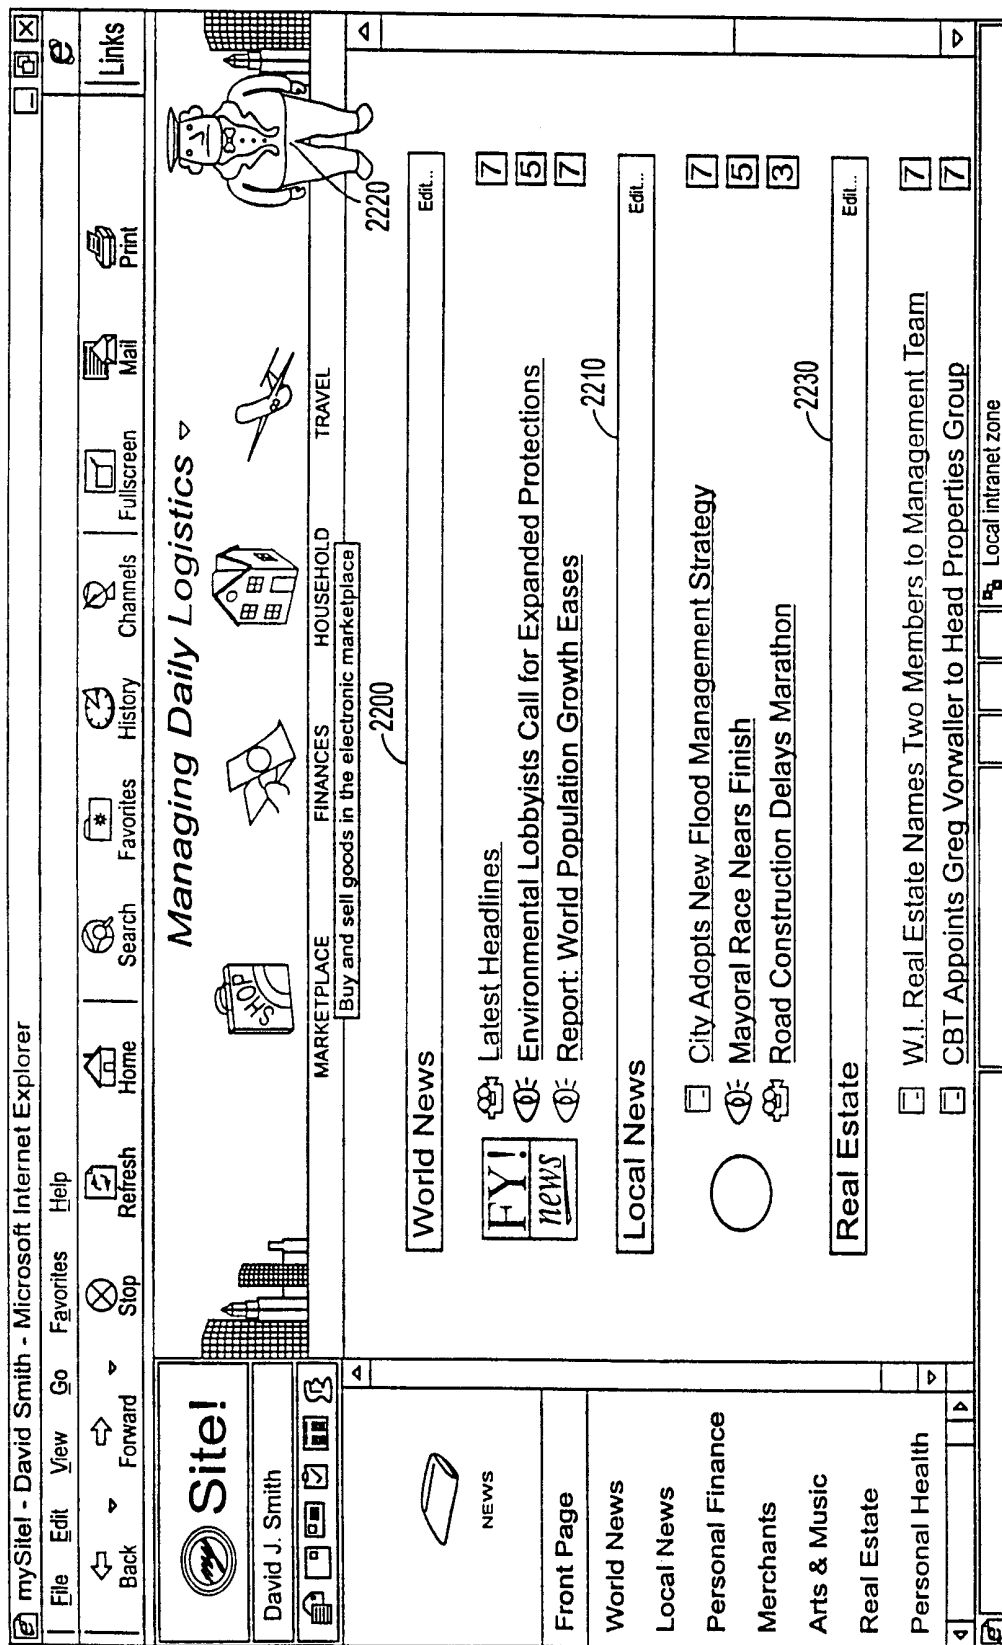 mySite! - David Smith - Microsoft Internet Explorer
File Edit View Go Favorites Help
Back Forward Stop Refresh Home Search Favorites History Channels Fullscreen Mail Print
Links
my Site!
David J. Smith
Managing Daily Logistics
SHOP
MARKETPLACE FINANCES HOUSEHOLD TRAVEL
Buy and sell goods in the electronic marketplace
2220
NEWS
Front Page
World News
Local News
Personal Finance
Merchants
Arts & Music
Real Estate
Personal Health
2200
World News Edit...
FY!
news
Latest Headlines 7
Environmental Lobbyists Call for Expanded Protections 5
Report: World Population Growth Eases 7
2210
Local News Edit...
City Adopts New Flood Management Strategy 7
Mayoral Race Nears Finish 5
Road Construction Delays Marathon 3
2230
Real Estate Edit...
W.I. Real Estate Names Two Members to Management Team 7
CBT Appoints Greg Vorwaller to Head Properties Group 7
Local intranet zone